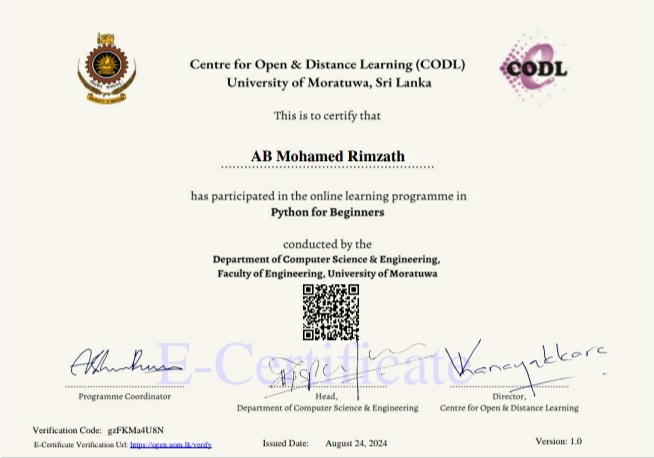 Centre for Open & Distance Learning (CODL)
University of Moratuwa, Sri Lanka
CODL
This is to certify that
AB Mohamed Rimzath
has participated in the online learning programme in
Python for Beginners
conducted by the
Department of Computer Science & Engineering,
Faculty of Engineering, University of Moratuwa
E-Certificate
Programme Coordinator
Head,
Department of Computer Science & Engineering
Director,
Centre for Open & Distance Learning
Verification Code: gzFKMa4U8N
E-Certificate Verification Url: https://open.uom.lk/verify
Issued Date: August 24, 2024
Version: 1.0